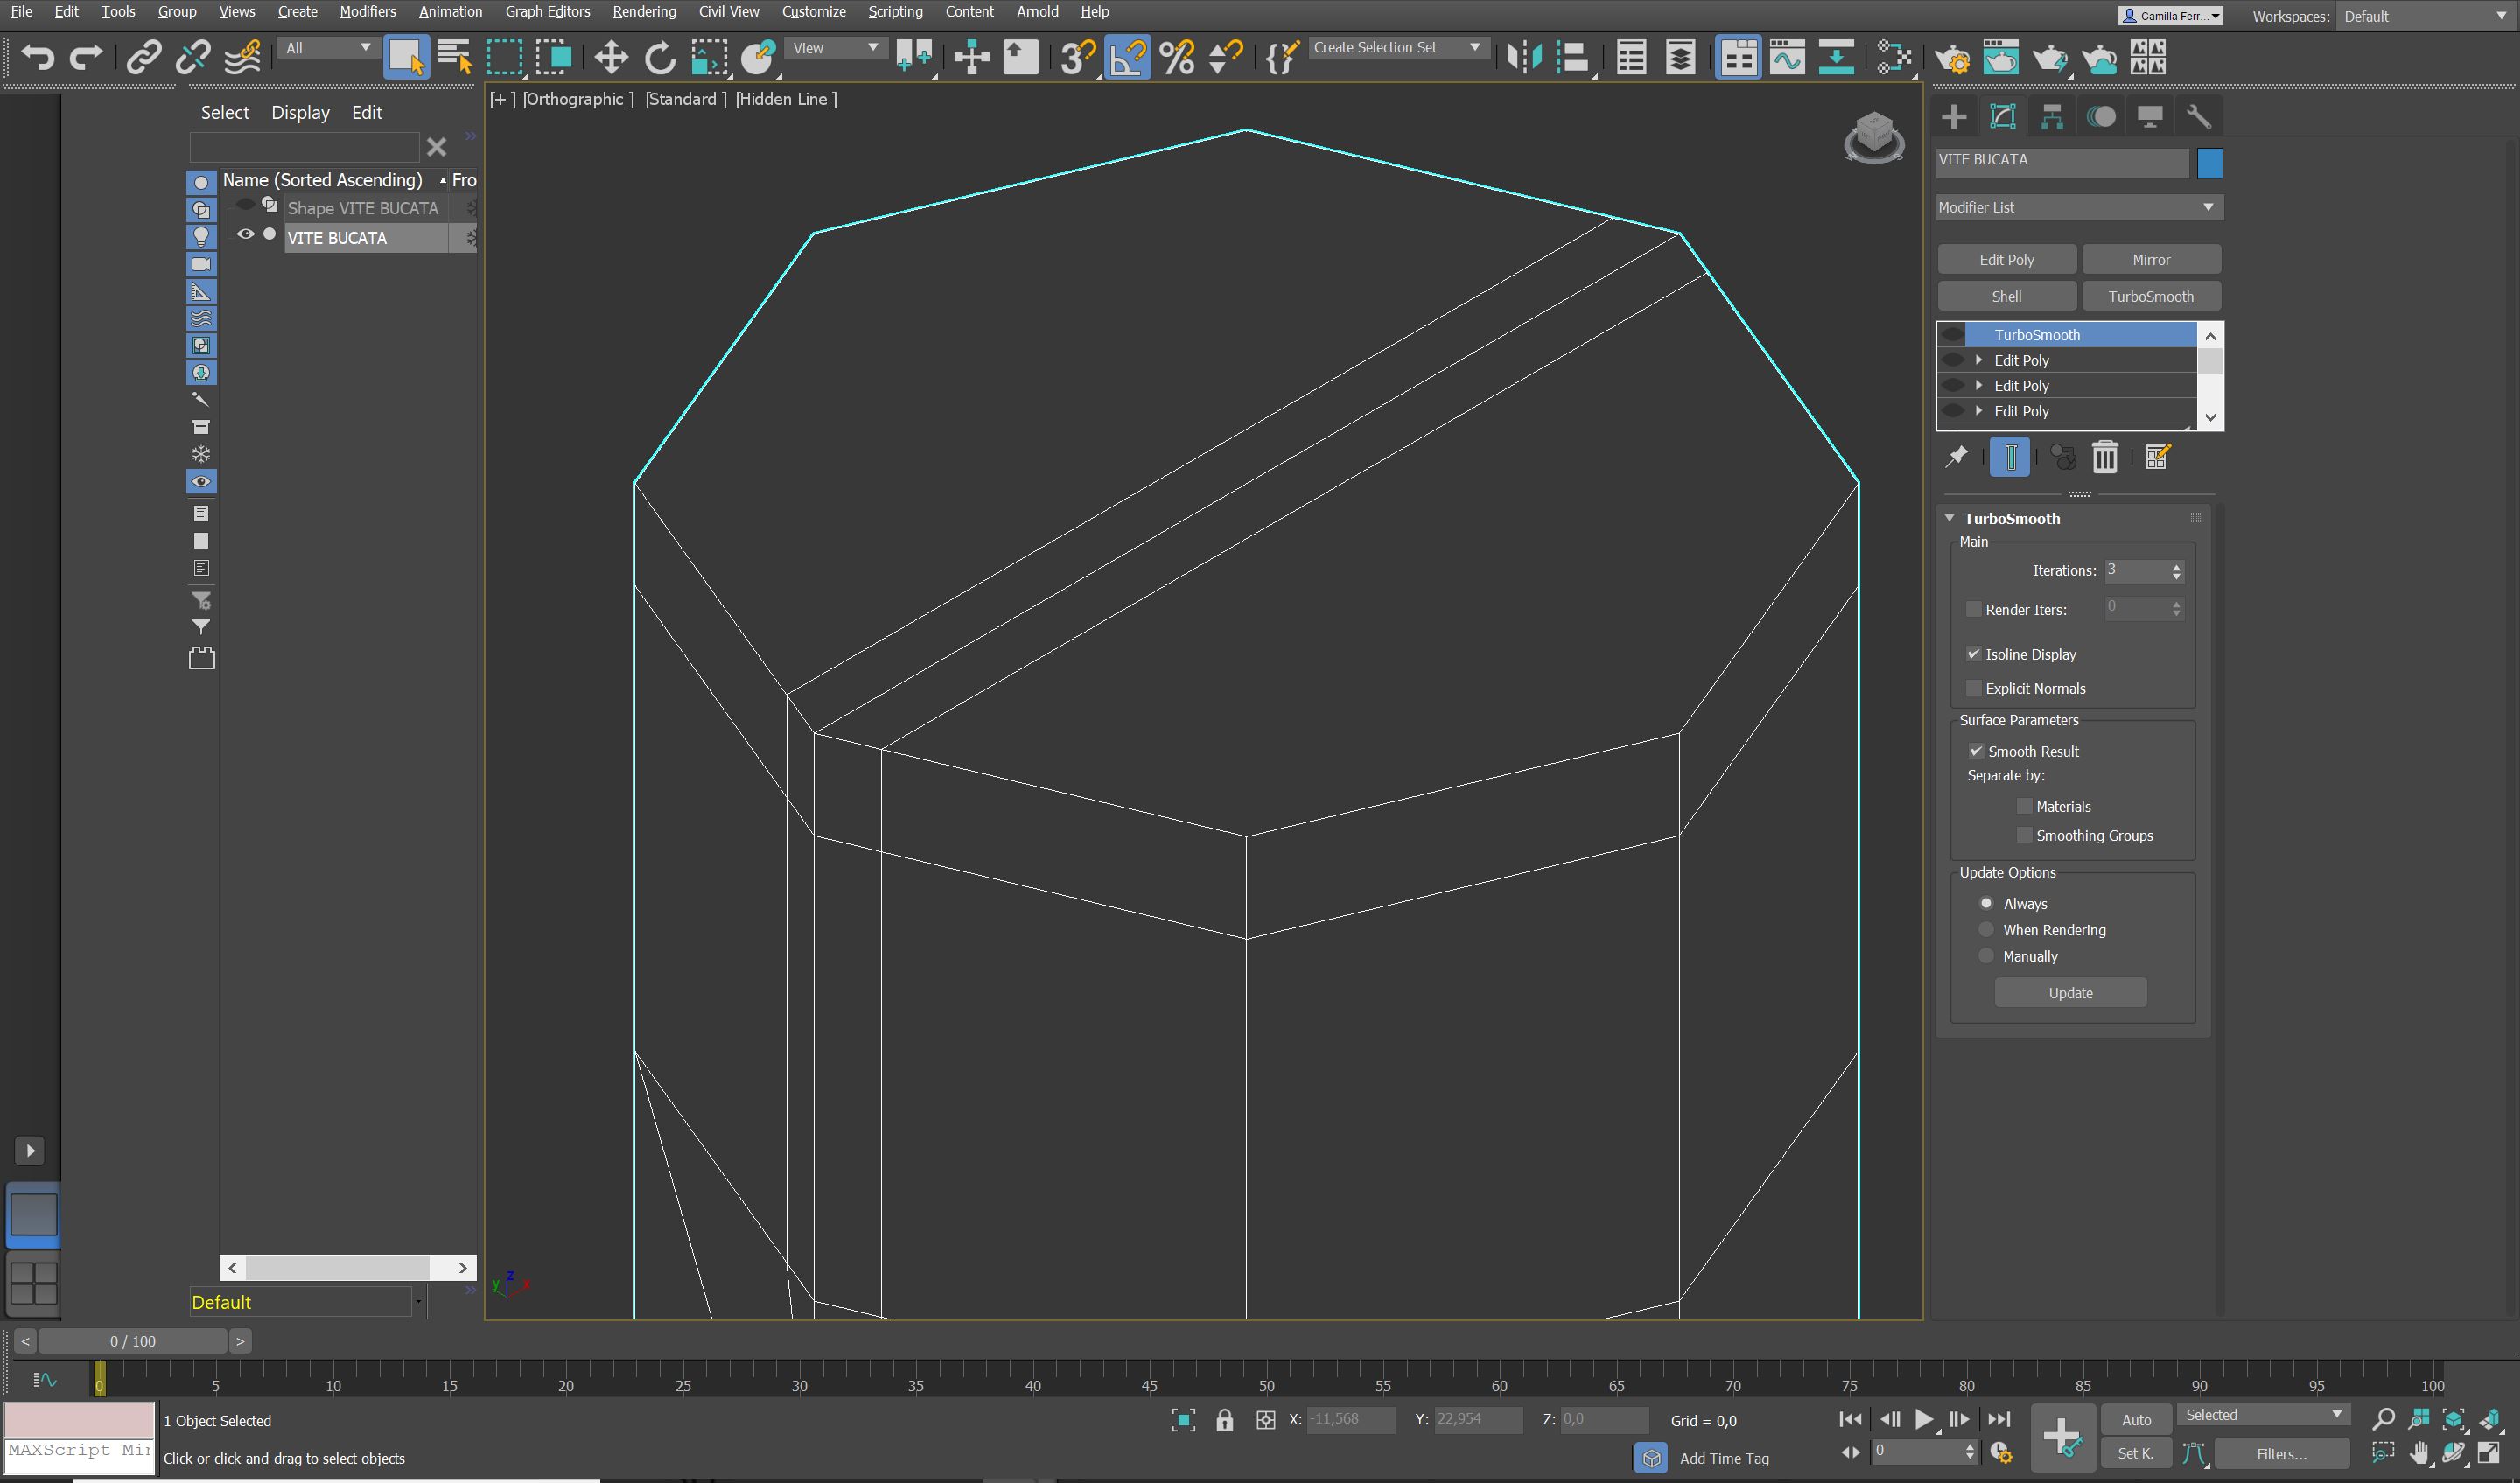 File Edit Tools Group Views Create Modifiers Animation Graph Editors Rendering Civil View Customize Scripting Content Arnold Help
Camilla Ferr...
Workspaces: Default
All
View
Create Selection Set
Select Display Edit
[+ ] [Orthographic ] [Standard ] [Hidden Line ]
Name (Sorted Ascending) Fro
Shape VITE BUCATA
VITE BUCATA
VITE BUCATA
Modifier List
Edit Poly Mirror
Shell TurboSmooth
TurboSmooth
Edit Poly
Edit Poly
Edit Poly
TurboSmooth
Main
Iterations: 3
Render Iters: 0
Isoline Display
Explicit Normals
Surface Parameters
Smooth Result
Separate by:
Materials
Smoothing Groups
Update Options
Always
When Rendering
Manually
Update
z
y x
Default
< 0 / 100 >
0 5 10 15 20 25 30 35 40 45 50 55 60 65 70 75 80 85 90 95 100
1 Object Selected
X: -11,568 Y: 22,954 Z: 0,0 Grid = 0,0
Auto Selected
MAXScript Mi
Click or click-and-drag to select objects
Add Time Tag
0
Set K. Filters...